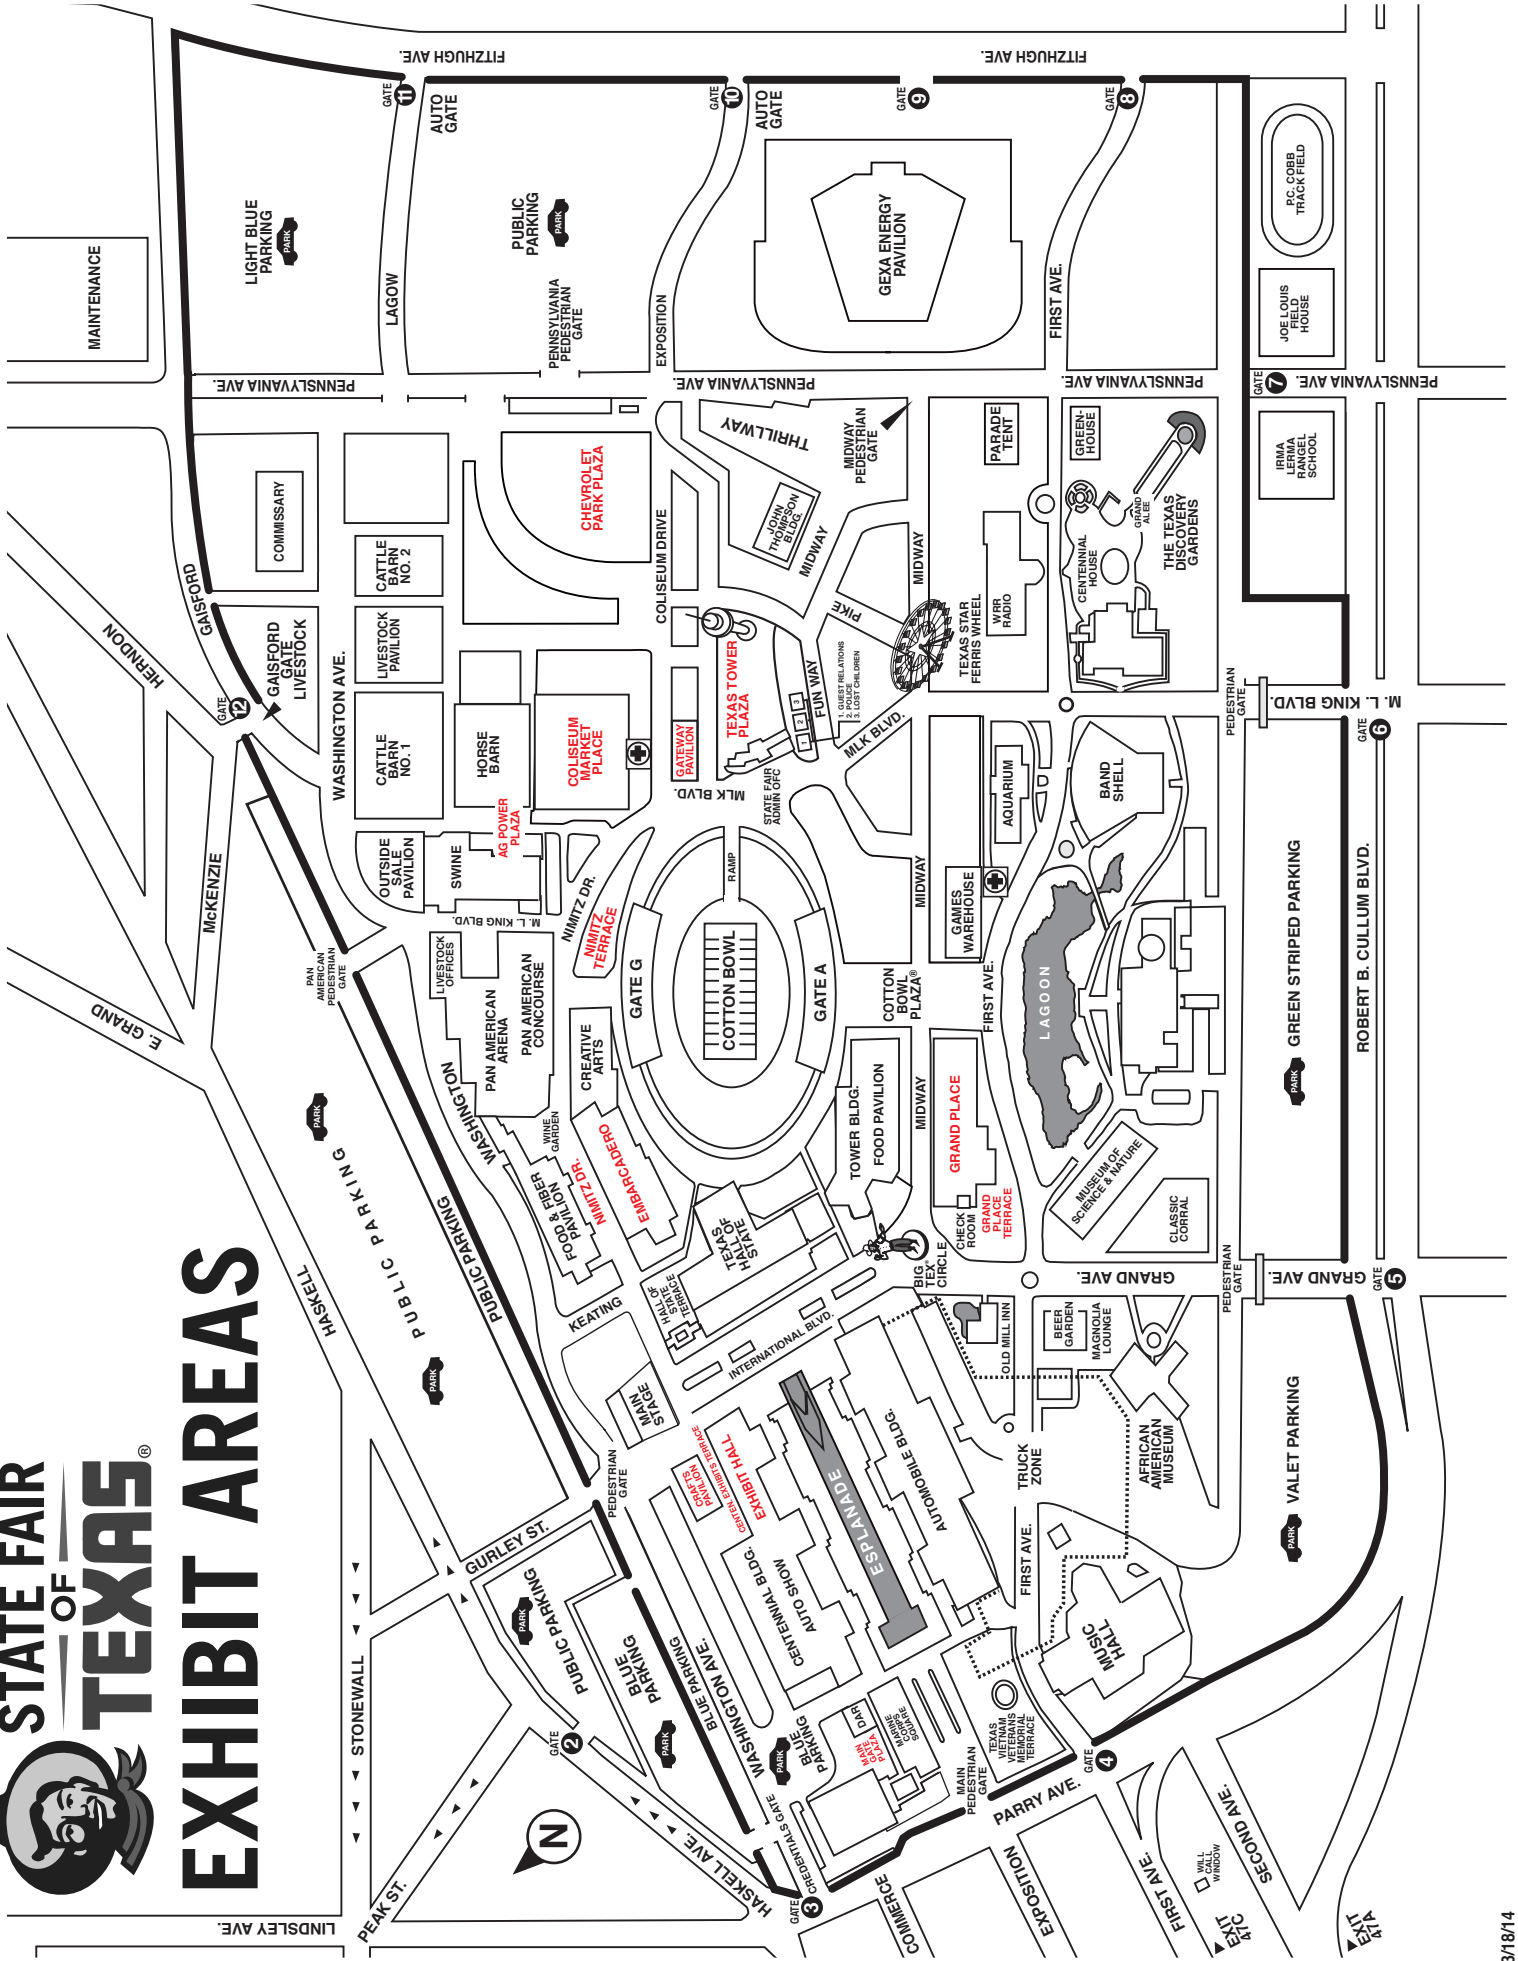 STATE FAIR
OF
TEXAS®
EXHIBIT AREAS
MAINTENANCE
LIGHT BLUE
PARKING
PARK
FITZHUGH AVE.
FITZHUGH AVE.
GATE
11
AUTO
GATE
GATE
10
AUTO
GATE
GATE
9
GATE
8
LAGOW
PUBLIC
PARKING
PARK
PENNSYLVANIA
PEDESTRIAN
GATE
EXPOSITION
GEXA ENERGY
PAVILION
FIRST AVE.
P.C. COBB
TRACK FIELD
JOE LOUIS
FIELD
HOUSE
PENNSLYVANIA AVE.
PENNSLYVANIA AVE.
PENNSLYVANIA AVE.
GATE
7
PENNSLYVANIA AVE.
IRMA
LERMA
RANGEL
SCHOOL
COMMISSARY
GAISFORD
HERNDON
GATE
12
GAISFORD
GATE
LIVESTOCK
WASHINGTON AVE.
CATTLE
BARN
NO. 2
LIVESTOCK
PAVILION
CATTLE
BARN
NO. 1
CHEVROLET
PARK PLAZA
COLISEUM DRIVE
THRILLWAY
JOHN
THOMPSON
BLDG.
MIDWAY
MIDWAY
PEDESTRIAN
GATE
MIDWAY
PIKE
PARADE
TENT
GREEN-
HOUSE
GRAND
ALEE
CENTENNIAL
HOUSE
THE TEXAS
DISCOVERY
GARDENS
WRR
RADIO
TEXAS STAR
FERRIS WHEEL
HORSE
BARN
COLISEUM
MARKET
PLACE
GATEWAY
PAVILION
TEXAS TOWER
PLAZA
FUN WAY
1
2
3
1. GUEST RELATIONS
2. POLICE
3. LOST CHILDREN
MLK BLVD.
MLK BLVD.
STATE FAIR
ADMIN OFC
PEDESTRIAN
GATE
M. L. KING BLVD.
GATE
6
McKENZIE
E. GRAND
OUTSIDE
SALE
PAVILION
SWINE
AG POWER
PLAZA
M. L. KING BLVD.
NIMITZ DR.
NIMITZ
TERRACE
RAMP
GATE G
COTTON BOWL
GATE A
MIDWAY
AQUARIUM
GAMES
WAREHOUSE
BAND
SHELL
COTTON
BOWL
PLAZA®
FIRST AVE.
LAGOON
GREEN STRIPED PARKING
PARK
ROBERT B. CULLUM BLVD.
PAN
AMERICAN
PEDESTRIAN
GATE
LIVESTOCK
OFFICES
PAN AMERICAN
ARENA
PAN AMERICAN
CONCOURSE
CREATIVE
ARTS
WASHINGTON
WINE
GARDEN
FOOD & FIBER
PAVILION
NIMITZ DR.
EMBARCADERO
TOWER BLDG.
FOOD PAVILION
MIDWAY
GRAND PLACE
CHECK
ROOM
GRAND
PLACE
TERRACE
MUSEUM OF
SCIENCE & NATURE
CLASSIC
CORRAL
PARK
PUBLIC PARKING
PUBLIC PARKING
PARK
HASKELL
KEATING
HALL OF
STATE
TERRACE
TEXAS
HALL OF
STATE
INTERNATIONAL BLVD.
BIG
TEX®
CIRCLE
GRAND AVE.
PEDESTRIAN
GATE
GRAND AVE.
GATE
5
OLD MILL INN
BEER
GARDEN
MAGNOLIA
LOUNGE
MAIN
STAGE
PEDESTRIAN
GATE
CRAFTS
PAVILION
CENTEN. EXHIBITS TERRACE
EXHIBIT HALL
ESPLANADE
AUTOMOBILE BLDG.
TRUCK
ZONE
AFRICAN
AMERICAN
MUSEUM
VALET PARKING
PARK
STONEWALL
GURLEY ST.
PARK
PUBLIC PARKING
BLUE
PARKING
PARK
BLUE PARKING
WASHINGTON AVE.
CENTENNIAL BLDG.
AUTO SHOW
FIRST AVE.
MUSIC
HALL
GATE
2
BLUE
PARKING
PARK
DAR
MAIN
GATE
PLAZA
MARINE
CORPS
SQUARE
MAIN
PEDESTRIAN
GATE
TEXAS
VIETNAM
VETERANS
MEMORIAL
TERRACE
GATE
4
PARRY AVE.
N
HASKELL AVE.
CREDENTIALS GATE
GATE
3
PEAK ST.
LINDSLEY AVE.
COMMERCE
EXPOSITION
FIRST AVE.
WILL
CALL
WINDOW
SECOND AVE.
EXIT
47C
EXIT
47A
3/18/14